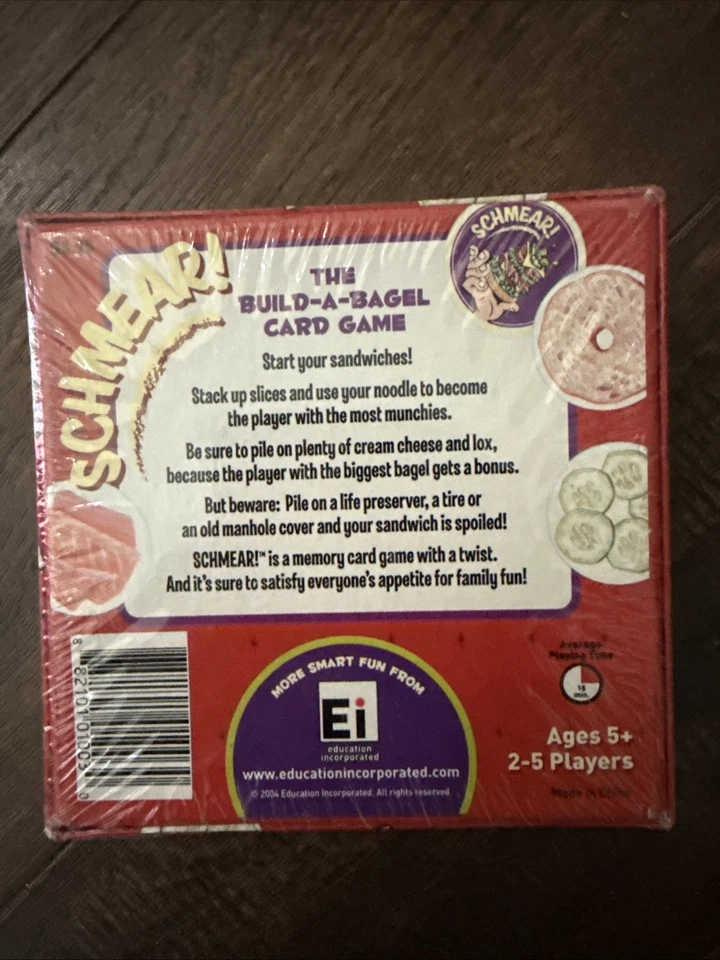 SCHMEAR!
SCHMEAR!
THE
BUILD-A-BAGEL
CARD GAME
Start your sandwiches!
Stack up slices and use your noodle to become
the player with the most munchies.
Be sure to pile on plenty of cream cheese and lox,
because the player with the biggest bagel gets a bonus.
But beware: Pile on a life preserver, a tire or
an old manhole cover and your sandwich is spoiled!
SCHMEAR!™ is a memory card game with a twist.
And it's sure to satisfy everyone's appetite for family fun!
MORE SMART FUN FROM
Ei
education
incorporated
www.educationincorporated.com
© 2004 Education Incorporated. All rights reserved.
Average
Playing Time
15
min.
Ages 5+
2-5 Players
Made in China